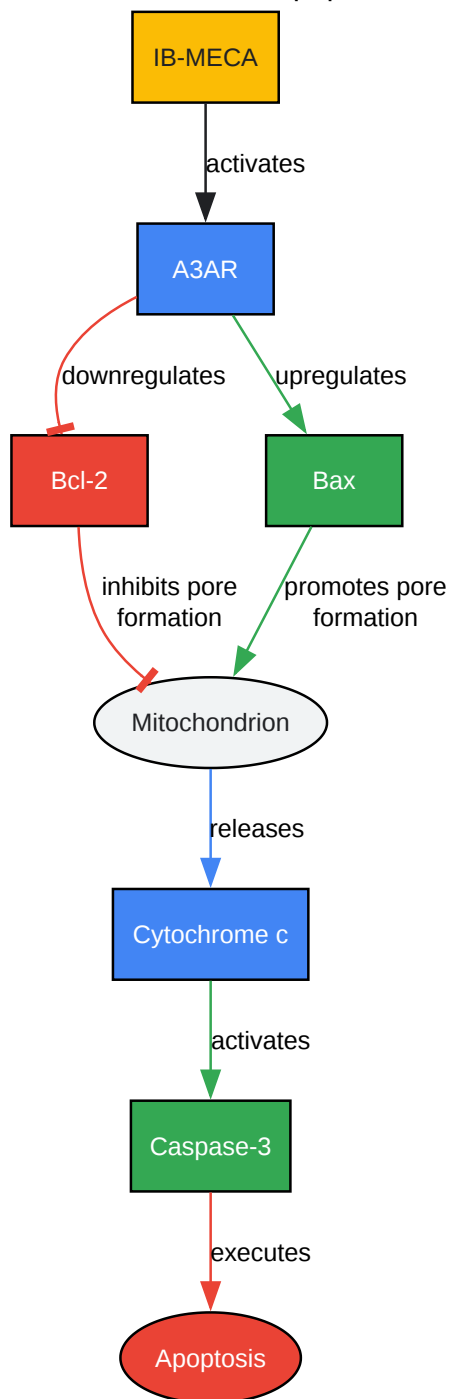 IB-MECA
activates
A3AR
downregulates
upregulates
Bcl-2
Bax
inhibits pore
formation
promotes pore
formation
Mitochondrion
releases
Cytochrome c
activates
Caspase-3
executes
Apoptosis